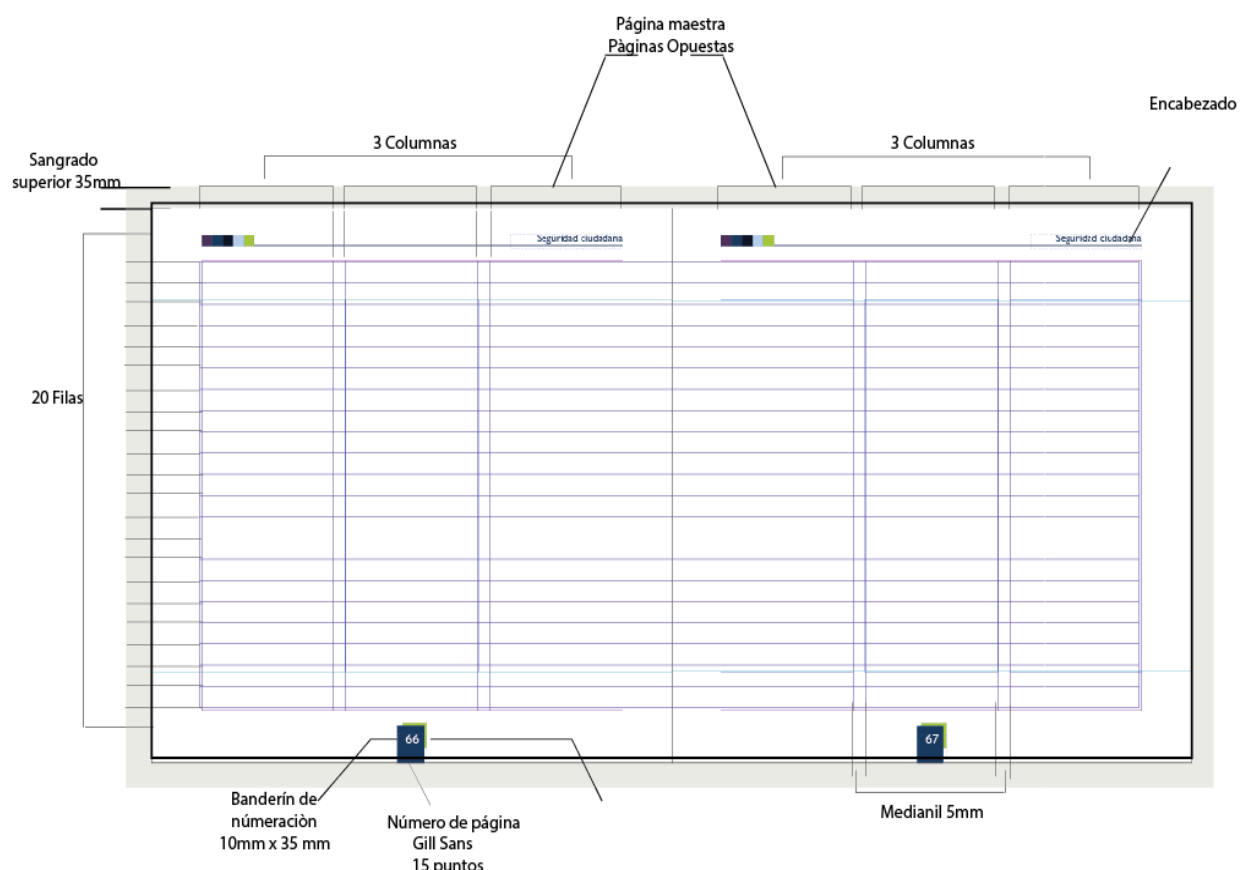 Página maestra
Pàginas Opuestas
Encabezado
3 Columnas
3 Columnas
Sangrado
superior 35mm
Seguridad ciudadana
Seguridad ciudadana
20 Filas
66
67
Banderín de
númeraciòn
10mm x 35 mm
Número de página
Gill Sans
15 puntos
Medianil 5mm